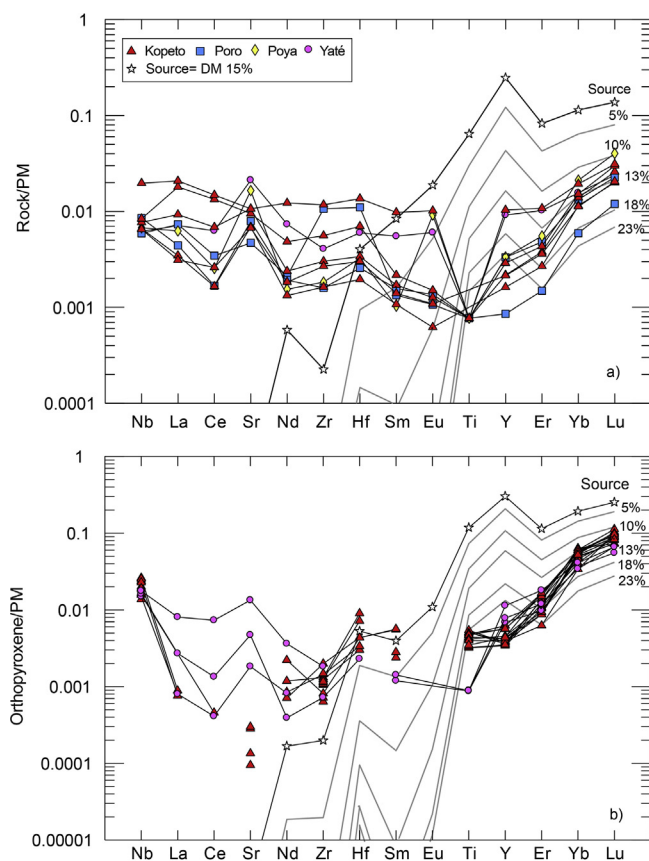 1
Kopeto Poro Poya Yaté
Source= DM 15%
Source
5%
0.1
10%
13%
0.01
18%
23%
0.001
0.0001
a)
Rock/PM
Nb La Ce Sr Nd Zr Hf Sm Eu Ti Y Er Yb Lu
1
Source
5%
0.1
10%
13%
18%
0.01
23%
0.001
0.0001
0.00001
b)
Orthopyroxene/PM
Nb La Ce Sr Nd Zr Hf Sm Eu Ti Y Er Yb Lu